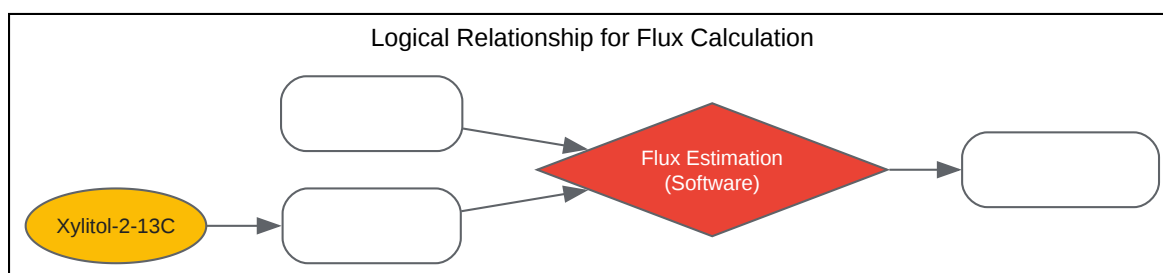 Logical Relationship for Flux Calculation
Flux Estimation
(Software)
Xylitol-2-13C